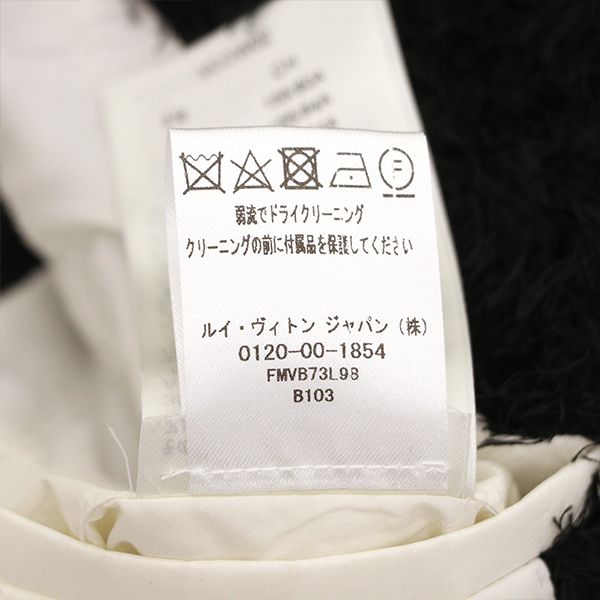 F
弱流でドライクリーニング
クリーニングの前に付属品を保護してください
ルイ・ヴィトン ジャパン（株）
0120-00-1854
FMVB73L98
B103